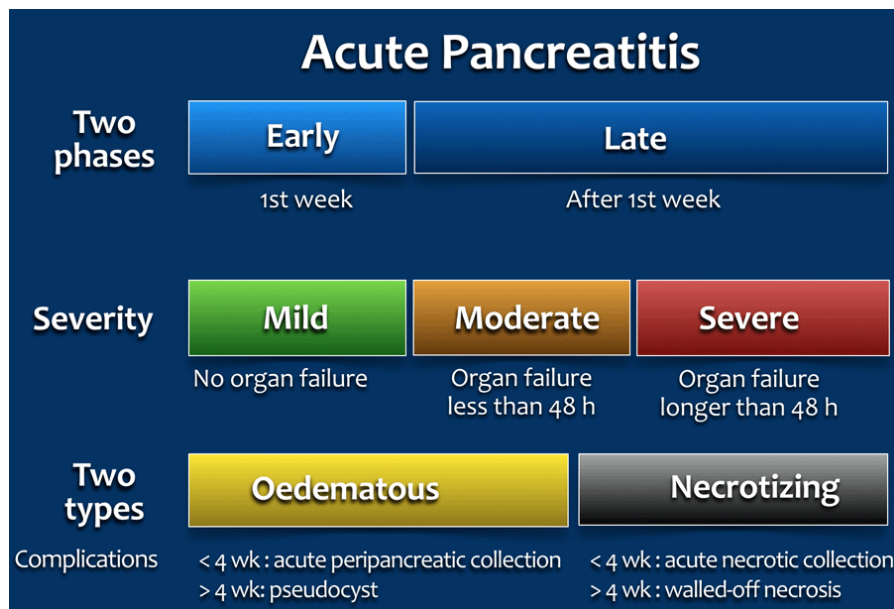 Acute Pancreatitis
Two
phases
Early
Late
1st week
After 1st week
Severity
Mild
Moderate
Severe
No organ failure
Organ failure
less than 48 h
Organ failure
longer than 48 h
Two
types
Oedematous
Necrotizing
Complications
< 4 wk : acute peripancreatic collection
> 4 wk: pseudocyst
< 4 wk : acute necrotic collection
> 4 wk : walled-off necrosis